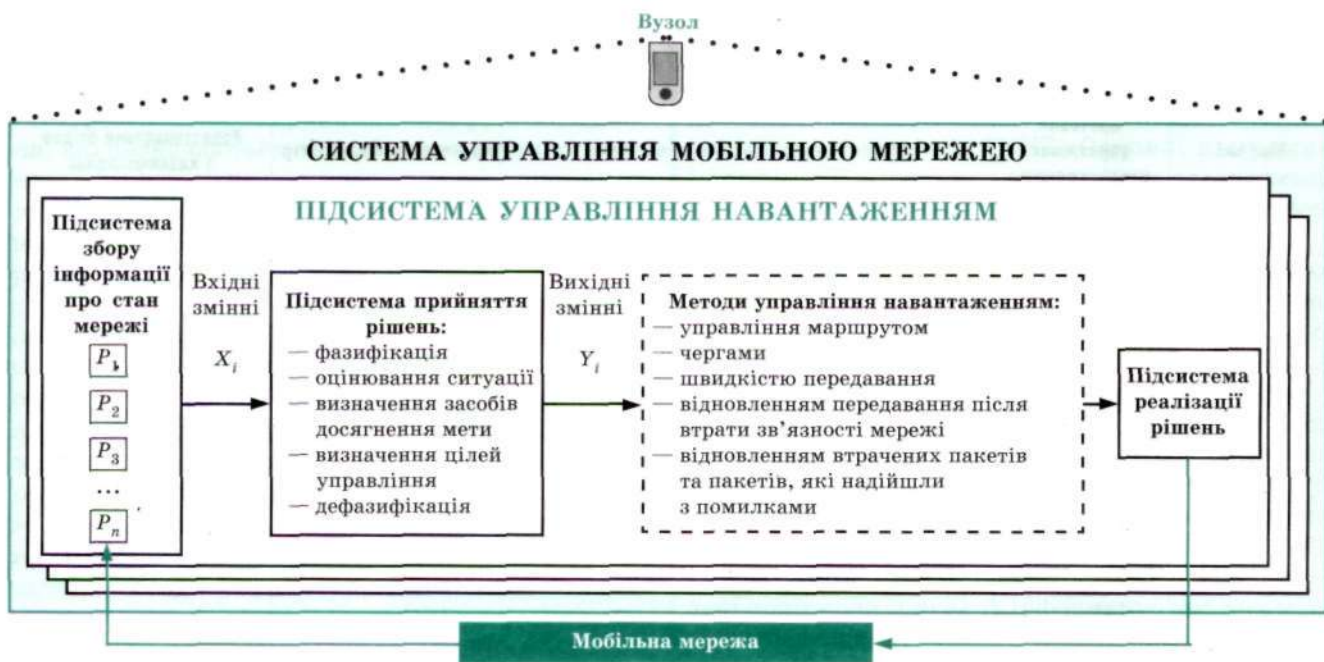 Вузол
СИСТЕМА УПРАВЛІННЯ МОБІЛЬНОЮ МЕРЕЖЕЮ
ПІДСИСТЕМА УПРАВЛІННЯ НАВАНТАЖЕННЯМ
Підсистема
збору
інформації
про стан
мережі
P₁
P₂
P₃
...
Pₙ
Вхідні
змінні
Xᵢ
Підсистема прийняття
рішень:
— фазифікація
— оцінювання ситуації
— визначення засобів
досягнення мети
— визначення цілей
управління
— дефазифікація
Вихідні
змінні
Yᵢ
Методи управління навантаженням:
— управління маршрутом
— чергами
— швидкістю передавання
— відновленням передавання після
втрати зв’язності мережі
— відновленням втрачених пакетів
та пакетів, які надійшли
з помилками
Підсистема
реалізації
рішень
Мобільна мережа